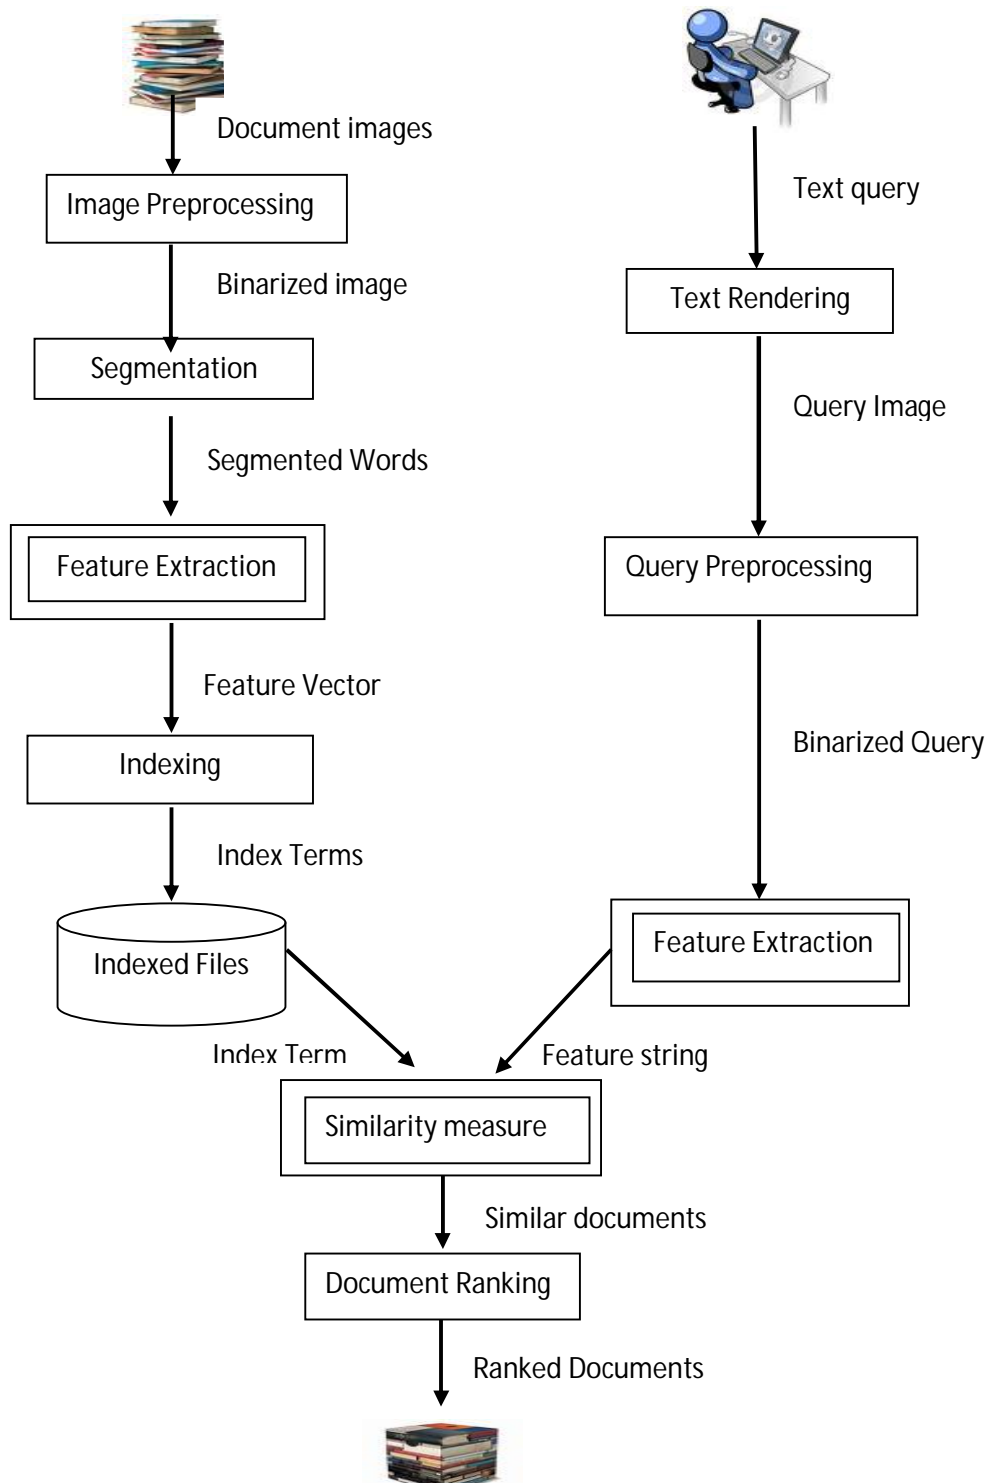 Document images
Image Preprocessing
Binarized image
Segmentation
Segmented Words
Feature Extraction
Feature Vector
Indexing
Index Terms
Indexed Files
Index Term
Text query
Text Rendering
Query Image
Query Preprocessing
Binarized Query
Feature Extraction
Feature string
Similarity measure
Similar documents
Document Ranking
Ranked Documents